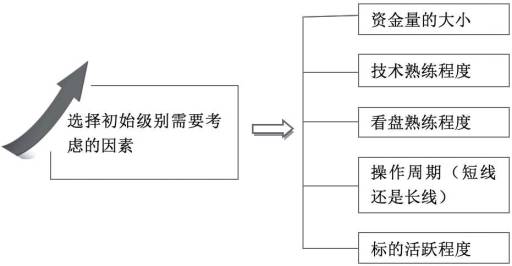 选择初始级别需要考
虑的因素
资金量的大小
技术熟练程度
看盘熟练程度
操作周期（短线
还是长线）
标的活跃程度